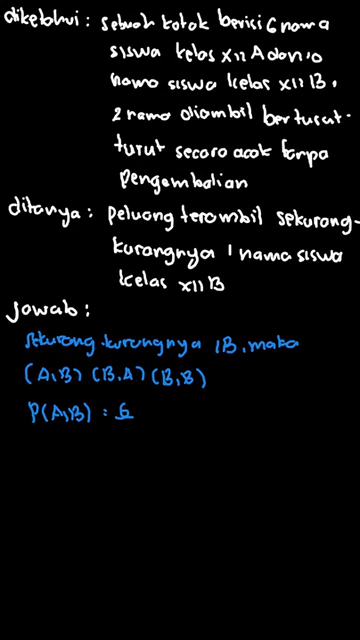 diketahui : sebuah kotak berisi 6 nama
siswa kelas XII A dan 10
nama siswa kelas XII B.
2 nama diambil berturut-
turut secara acak tanpa
pengembalian
ditanya : peluang terambil sekurang-
kurangnya 1 nama siswa
kelas XII B
jawab :
sekurang-kurangnya 1B, maka
(A,B) (B,A) (B,B)
P(A,B) : 6